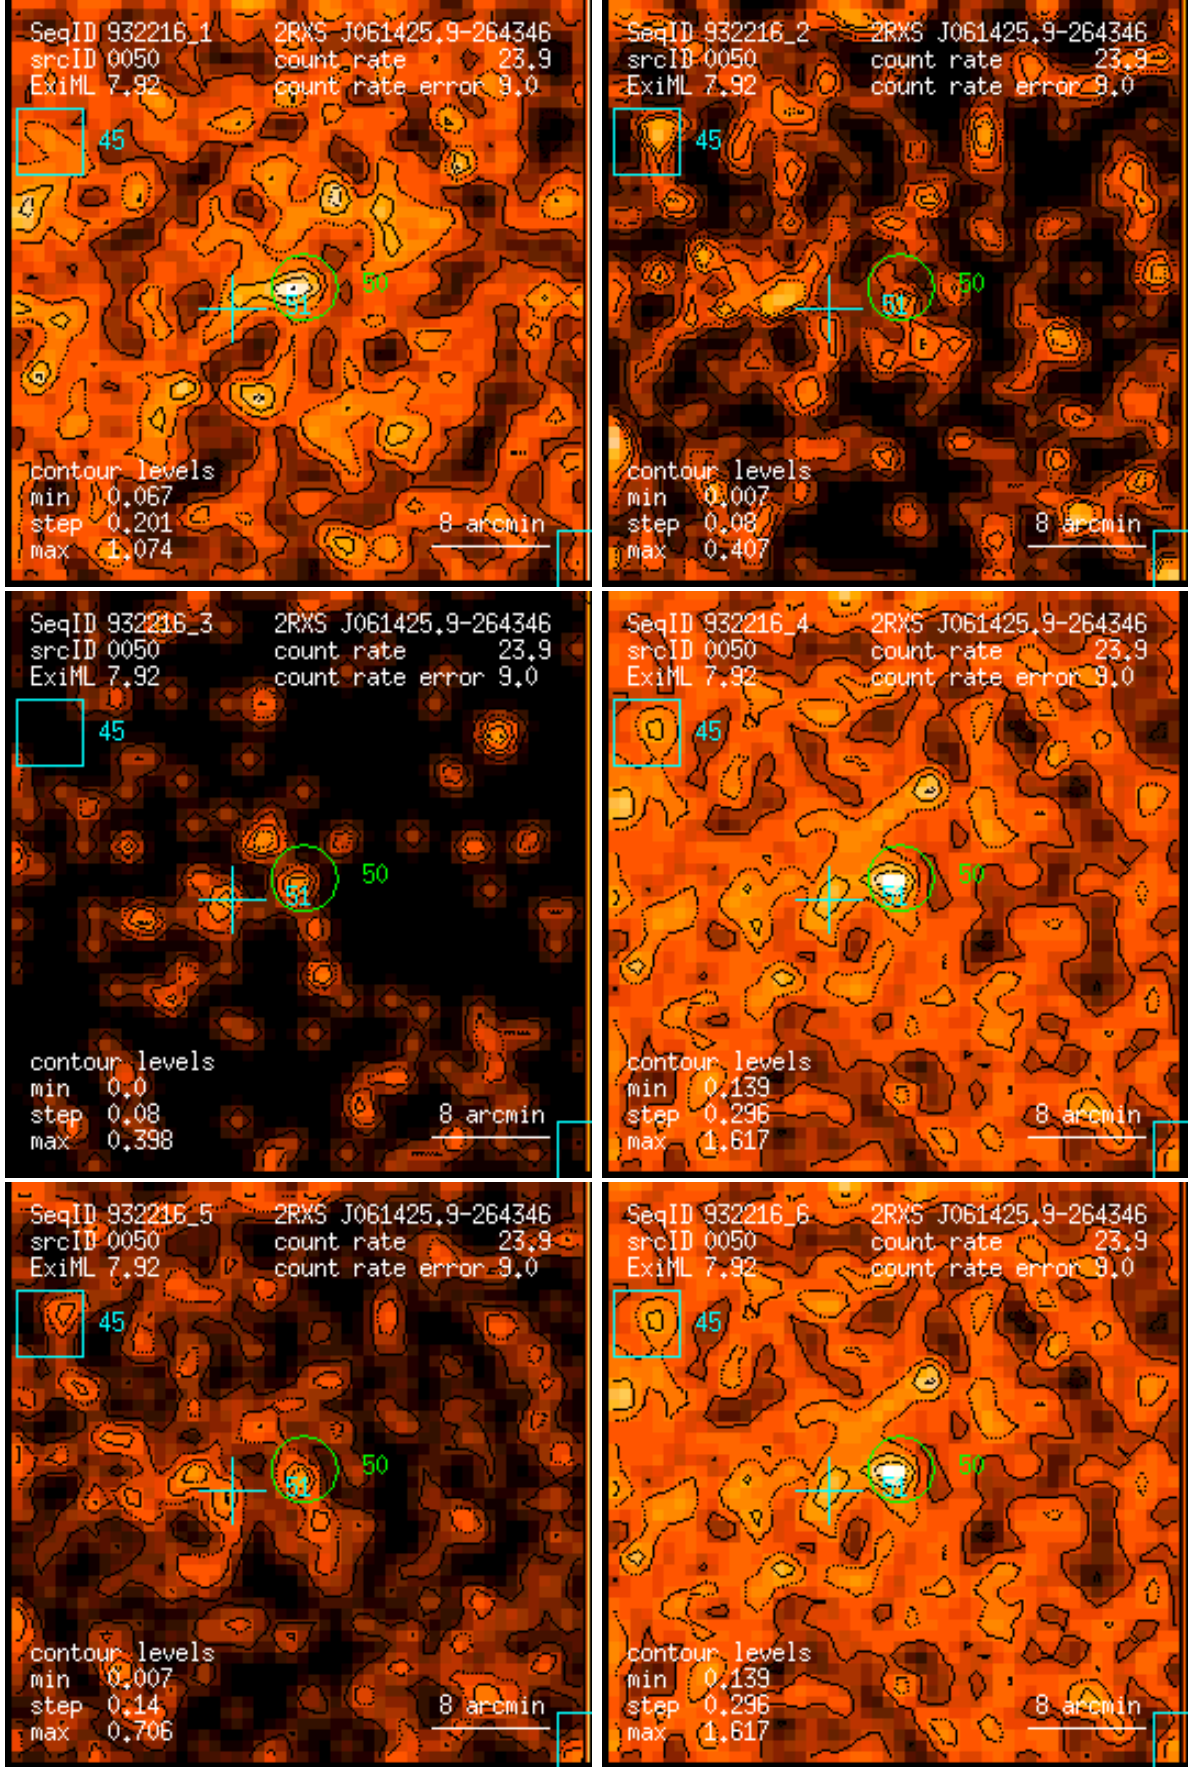 SeqID 932216_1 2RXS J061425.9-264346
srcID 0050 count rate 23.9
ExiML 7.92 count rate error 9.0
45
50
51
contour levels
min 0.067
step 0.201
max 1.074
8 arcmin
SeqID 932216_2 2RXS J061425.9-264346
srcID 0050 count rate 23.9
ExiML 7.92 count rate error 9.0
45
50
51
contour levels
min 0.007
step 0.08
max 0.407
8 arcmin
SeqID 932216_3 2RXS J061425.9-264346
srcID 0050 count rate 23.9
ExiML 7.92 count rate error 9.0
45
50
51
contour levels
min 0.0
step 0.08
max 0.398
8 arcmin
SeqID 932216_4 2RXS J061425.9-264346
srcID 0050 count rate 23.9
ExiML 7.92 count rate error 9.0
45
50
51
contour levels
min 0.139
step 0.296
max 1.617
8 arcmin
SeqID 932216_5 2RXS J061425.9-264346
srcID 0050 count rate 23.9
ExiML 7.92 count rate error 9.0
45
50
51
contour levels
min 0.007
step 0.14
max 0.706
8 arcmin
SeqID 932216_6 2RXS J061425.9-264346
srcID 0050 count rate 23.9
ExiML 7.92 count rate error 9.0
45
50
51
contour levels
min 0.139
step 0.296
max 1.617
8 arcmin